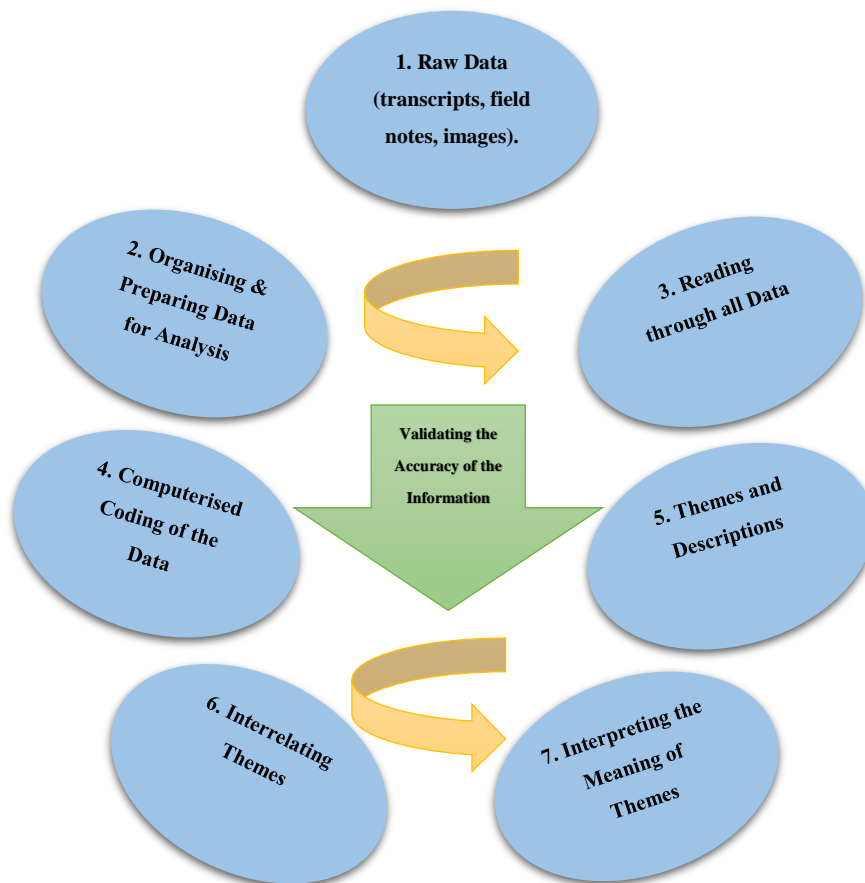 1. Raw Data
(transcripts, field
notes, images).
2. Organising &
Preparing Data
for Analysis
3. Reading
through all Data
Validating the
Accuracy of the
Information
4. Computerised
Coding of the
Data
5. Themes and
Descriptions
6. Interrelating
Themes
7. Interpreting the
Meaning of
Themes